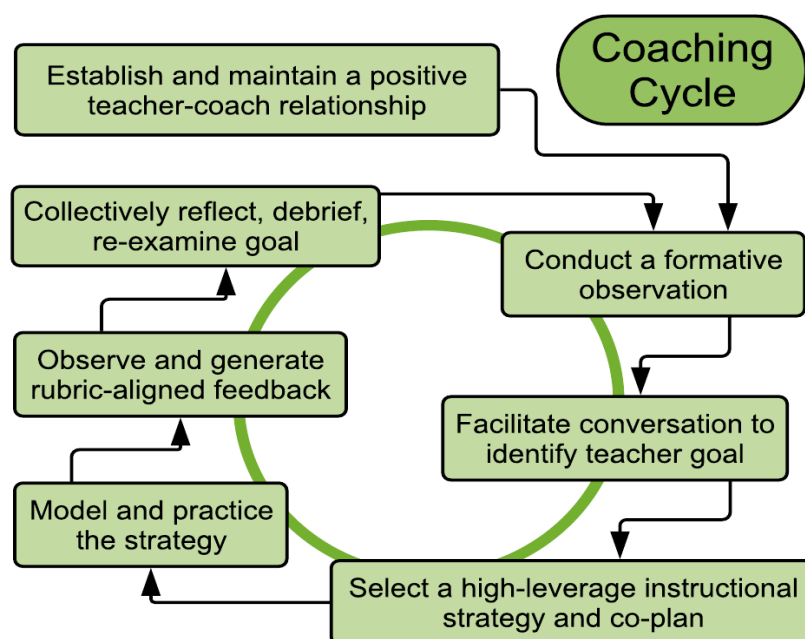 Coaching
Cycle
Establish and maintain a positive
teacher-coach relationship
Conduct a formative
observation
Facilitate conversation to
identify teacher goal
Select a high-leverage instructional
strategy and co-plan
Model and practice
the strategy
Observe and generate
rubric-aligned feedback
Collectively reflect, debrief,
re-examine goal